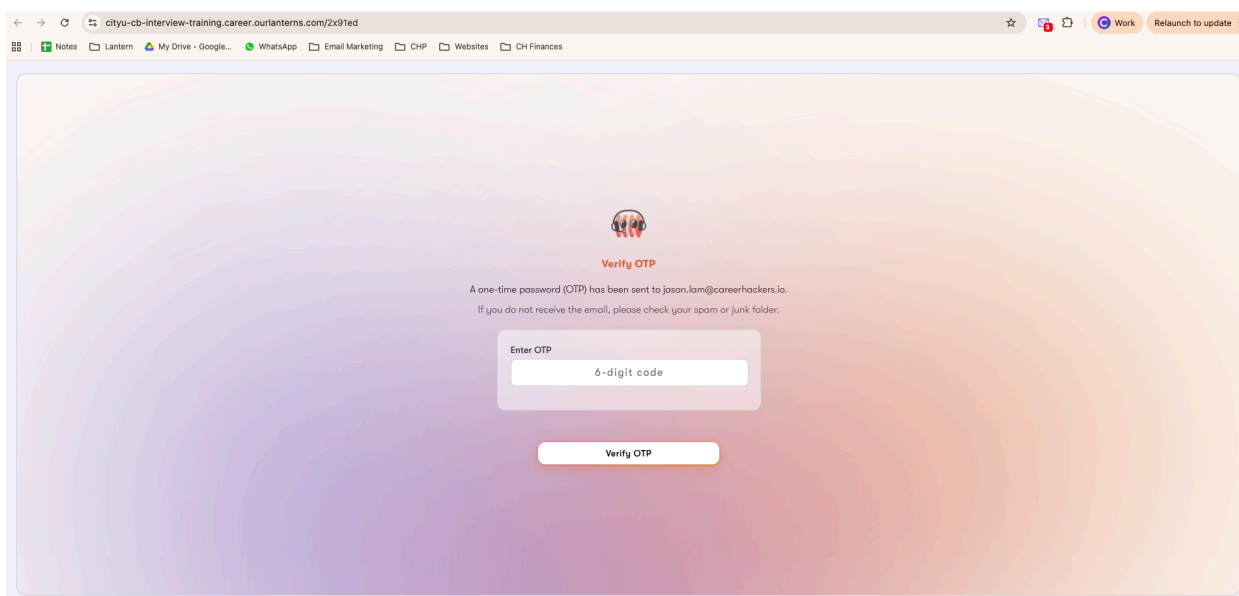 cityu-cb-interview-training.career.ourlanterns.com/2x91ed
3
C
Work
Relaunch to update
Notes
Lantern
My Drive - Google...
WhatsApp
Email Marketing
CHP
Websites
CH Finances
Verify OTP
A one-time password (OTP) has been sent to jason.lam@careerhackers.io.
If you do not receive the email, please check your spam or junk folder.
Enter OTP
6-digit code
Verify OTP